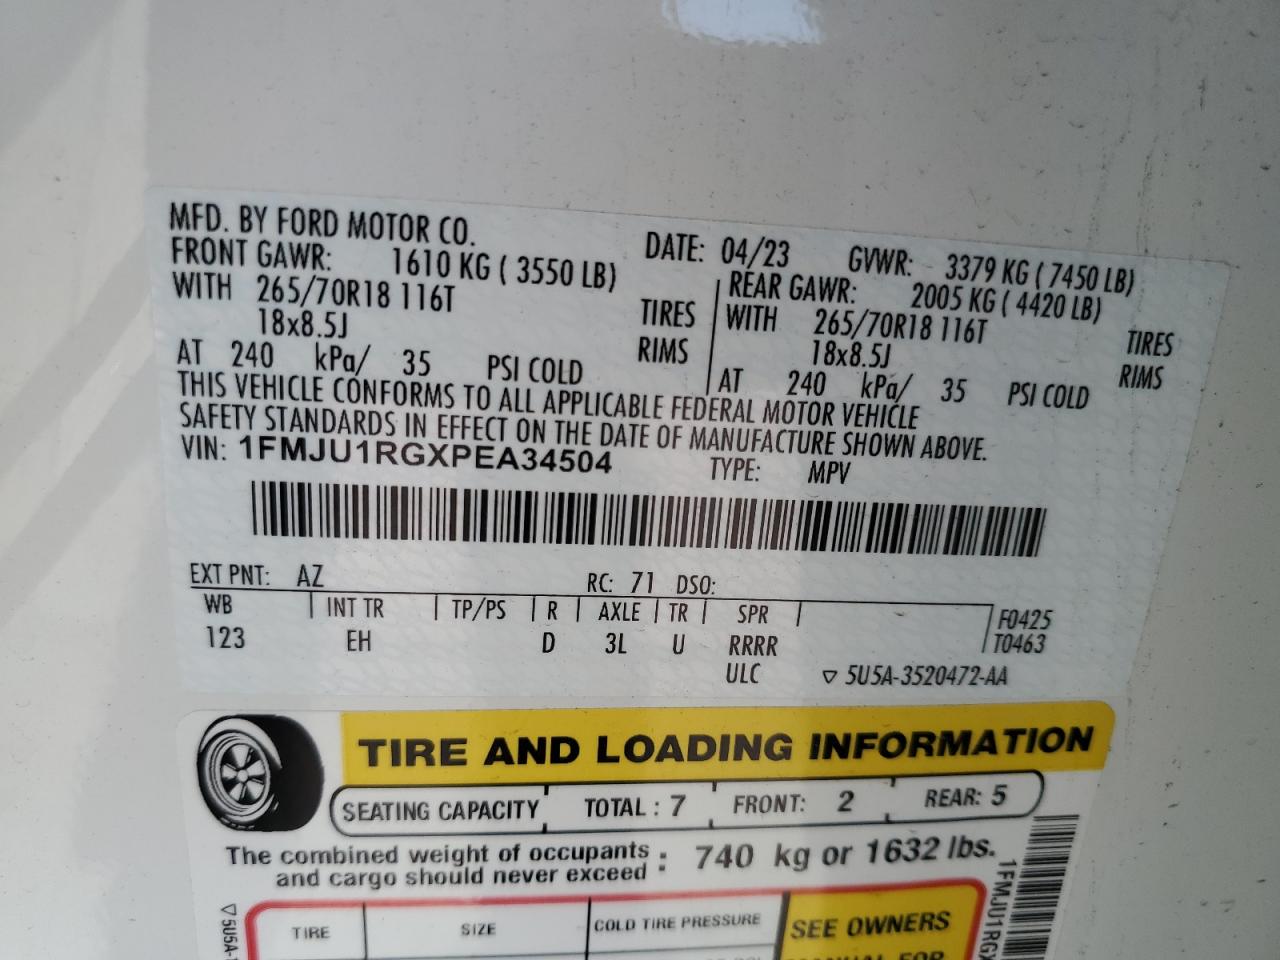 MFD. BY FORD MOTOR CO.
DATE: 04/23 GVWR: 3379 KG ( 7450 LB)
FRONT GAWR: 1610 KG ( 3550 LB)
REAR GAWR: 2005 KG ( 4420 LB)
WITH 265/70R18 116T TIRES
WITH 265/70R18 116T TIRES
18x8.5J RIMS
18x8.5J RIMS
AT 240 kPa/ 35 PSI COLD
AT 240 kPa/ 35 PSI COLD
THIS VEHICLE CONFORMS TO ALL APPLICABLE FEDERAL MOTOR VEHICLE
SAFETY STANDARDS IN EFFECT ON THE DATE OF MANUFACTURE SHOWN ABOVE.
VIN: 1FMJU1RGXPEA34504 TYPE: MPV
EXT PNT: AZ RC: 71 DSO:
WB INT TR TP/PS R AXLE TR SPR F0425
123 EH D 3L U RRRR T0463
ULC ▽ 5U5A-3520472-AA
TIRE AND LOADING INFORMATION
SEATING CAPACITY TOTAL : 7 FRONT: 2 REAR: 5
The combined weight of occupants
and cargo should never exceed : 740 kg or 1632 lbs.
TIRE SIZE COLD TIRE PRESSURE SEE OWNERS
MANUAL FOR
▽ 5U5A-
1FMJU1RGX